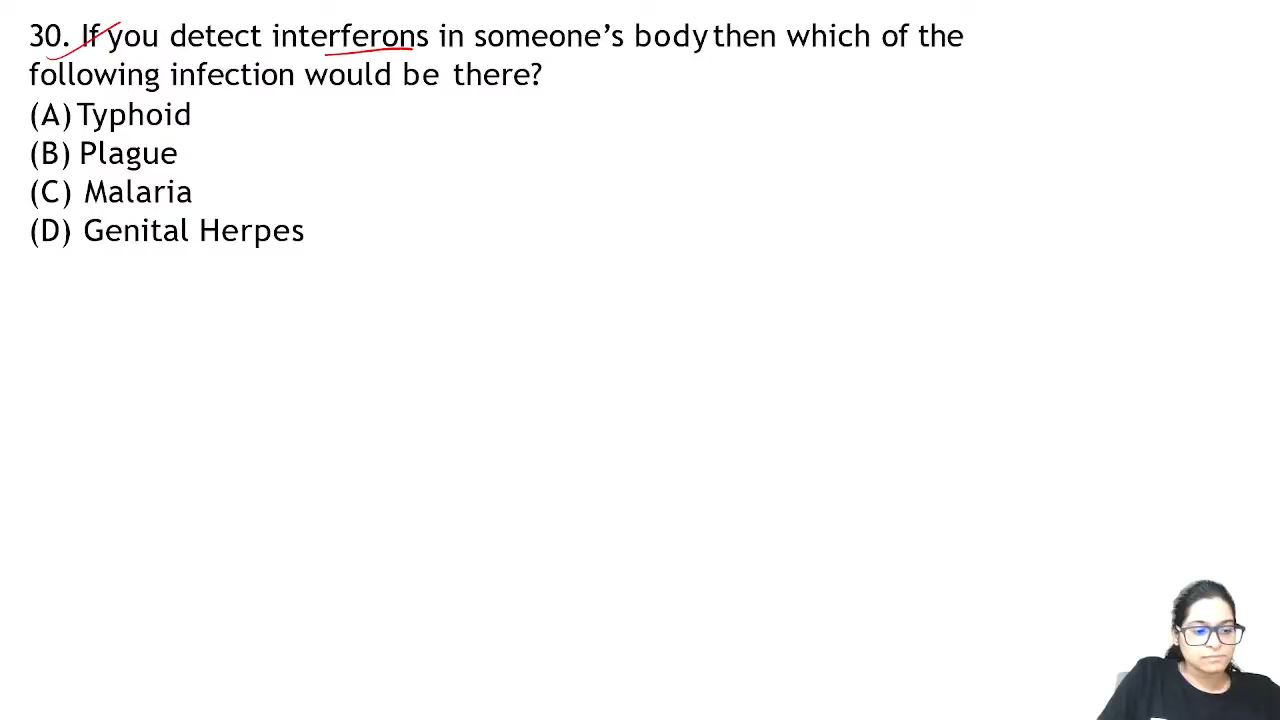 30. If you detect interferons in someone’s body then which of the
following infection would be there?
(A) Typhoid
(B) Plague
(C) Malaria
(D) Genital Herpes